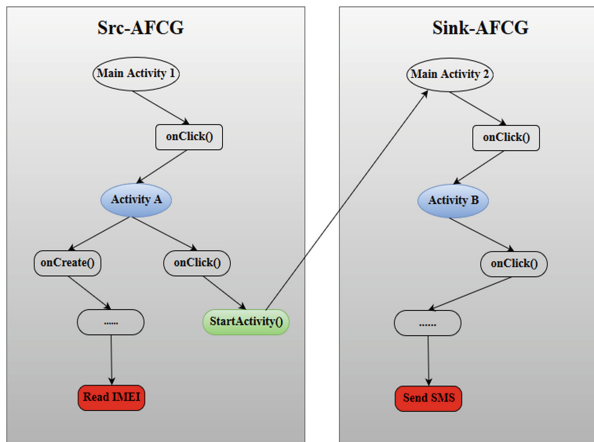 Src-AFCG
Main Activity 1
onClick()
Activity A
onCreate()
onClick()
......
StartActivity()
Read IMEI
Sink-AFCG
Main Activity 2
onClick()
Activity B
onClick()
......
Send SMS